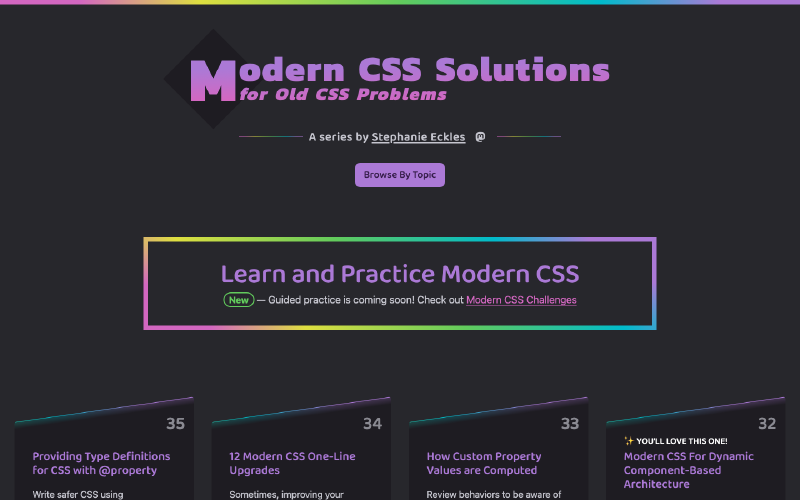 Modern CSS Solutions
for Old CSS Problems
A series by Stephanie Eckles
Browse By Topic
Learn and Practice Modern CSS
New — Guided practice is coming soon! Check out Modern CSS Challenges
35
Providing Type Definitions
for CSS with @property
Write safer CSS using
34
12 Modern CSS One-Line
Upgrades
Sometimes, improving your
33
How Custom Property
Values are Computed
Review behaviors to be aware of
32
✨ YOU'LL LOVE THIS ONE!
Modern CSS For Dynamic
Component-Based
Architecture